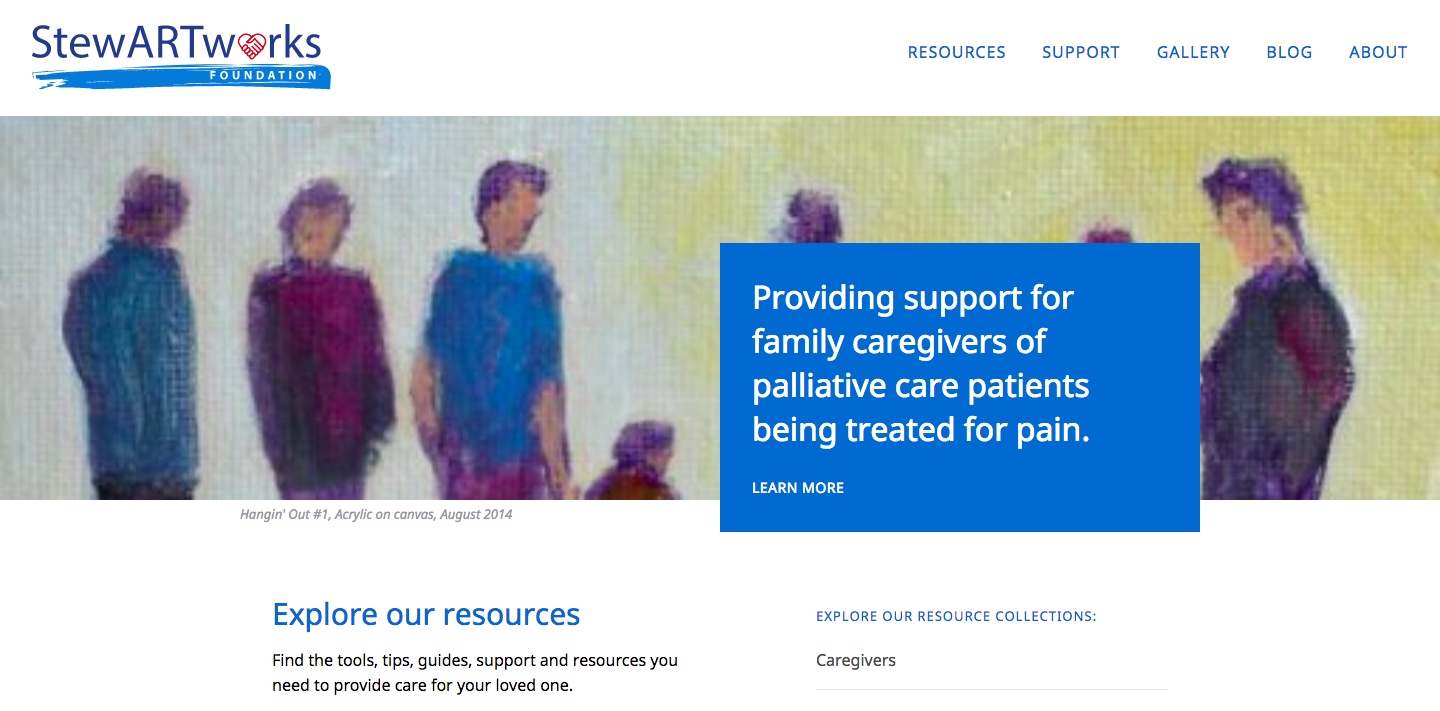 StewARTworks
FOUNDATION
RESOURCES SUPPORT GALLERY BLOG ABOUT
Providing support for
family caregivers of
palliative care patients
being treated for pain.
LEARN MORE
Hangin' Out #1, Acrylic on canvas, August 2014
Explore our resources
Find the tools, tips, guides, support and resources you
need to provide care for your loved one.
EXPLORE OUR RESOURCE COLLECTIONS:
Caregivers